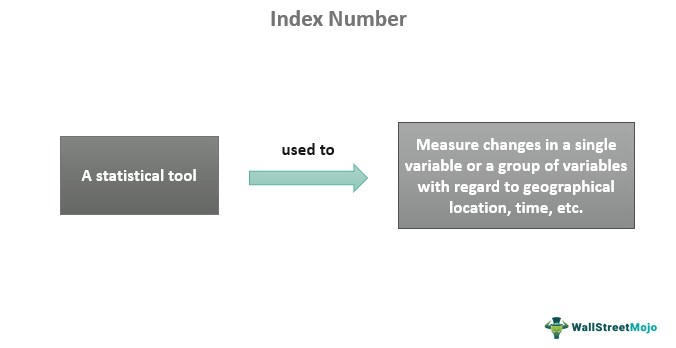 Index Number
A statistical tool
used to
Measure changes in a single
variable or a group of variables
with regard to geographical
location, time, etc.
WallStreetMojo